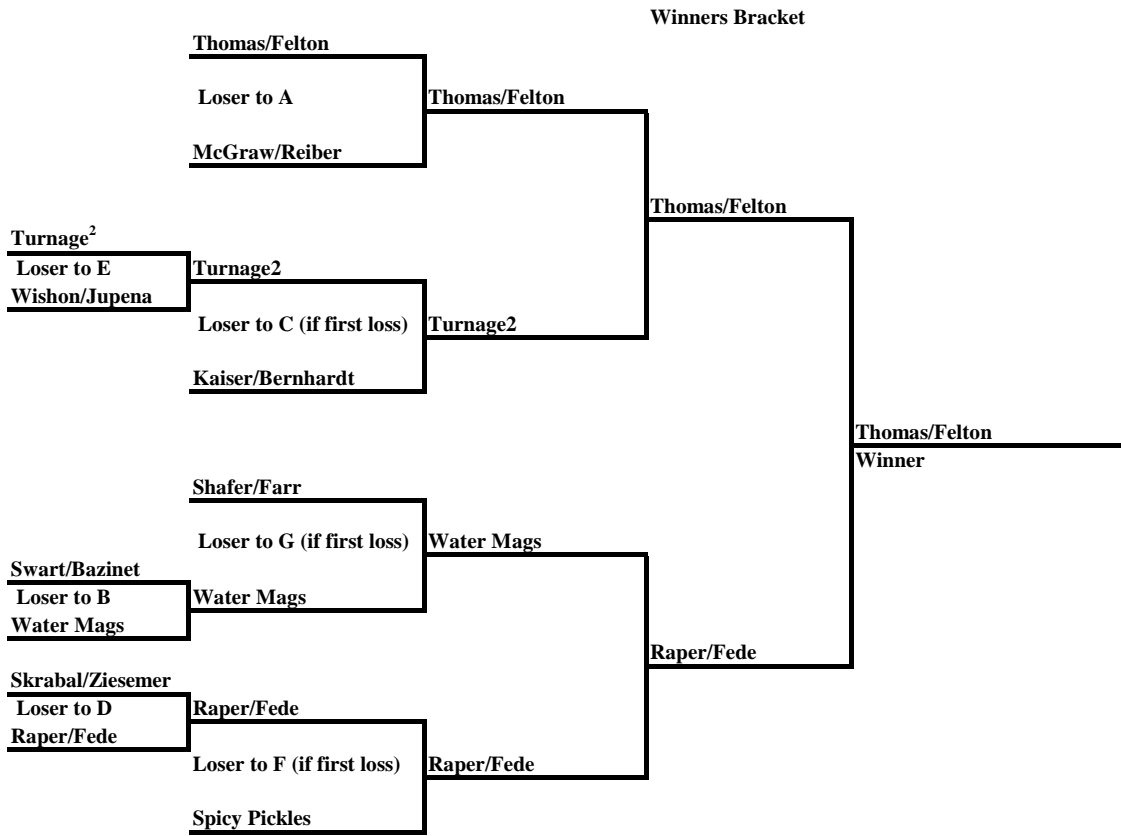 Winners Bracket
Thomas/Felton
Loser to A
Thomas/Felton
McGraw/Reiber
Thomas/Felton
Turnage²
Loser to E
Turnage2
Wishon/Jupena
Loser to C (if first loss)
Turnage2
Kaiser/Bernhardt
Thomas/Felton
Winner
Shafer/Farr
Loser to G (if first loss)
Water Mags
Swart/Bazinet
Loser to B
Water Mags
Water Mags
Raper/Fede
Skrabal/Ziesemer
Loser to D
Raper/Fede
Raper/Fede
Loser to F (if first loss)
Raper/Fede
Spicy Pickles